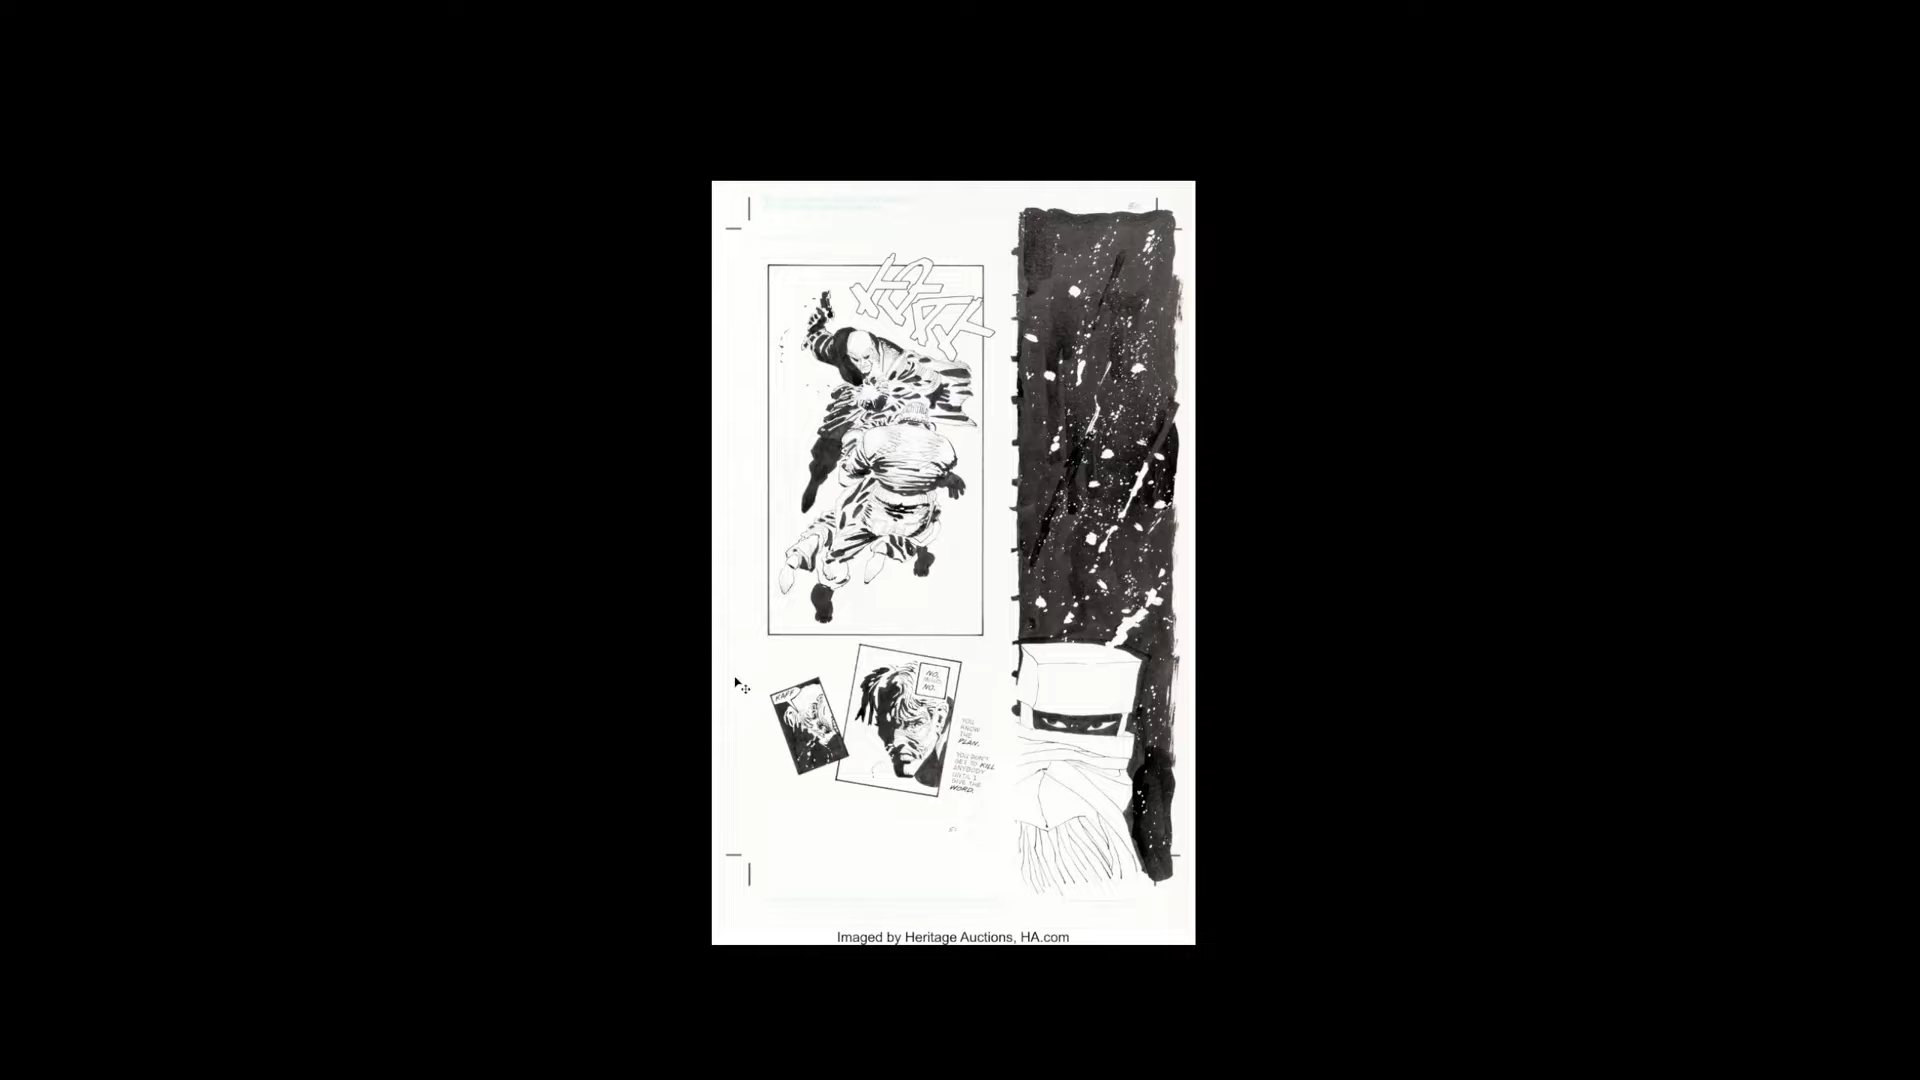 KAFF
NO,
NO.
YOU
KNOW
THE
PLAN.
YOU DON'T
GET TO KILL
ANYBODY
UNTIL I
GIVE THE
WORD.
Imaged by Heritage Auctions, HA.com